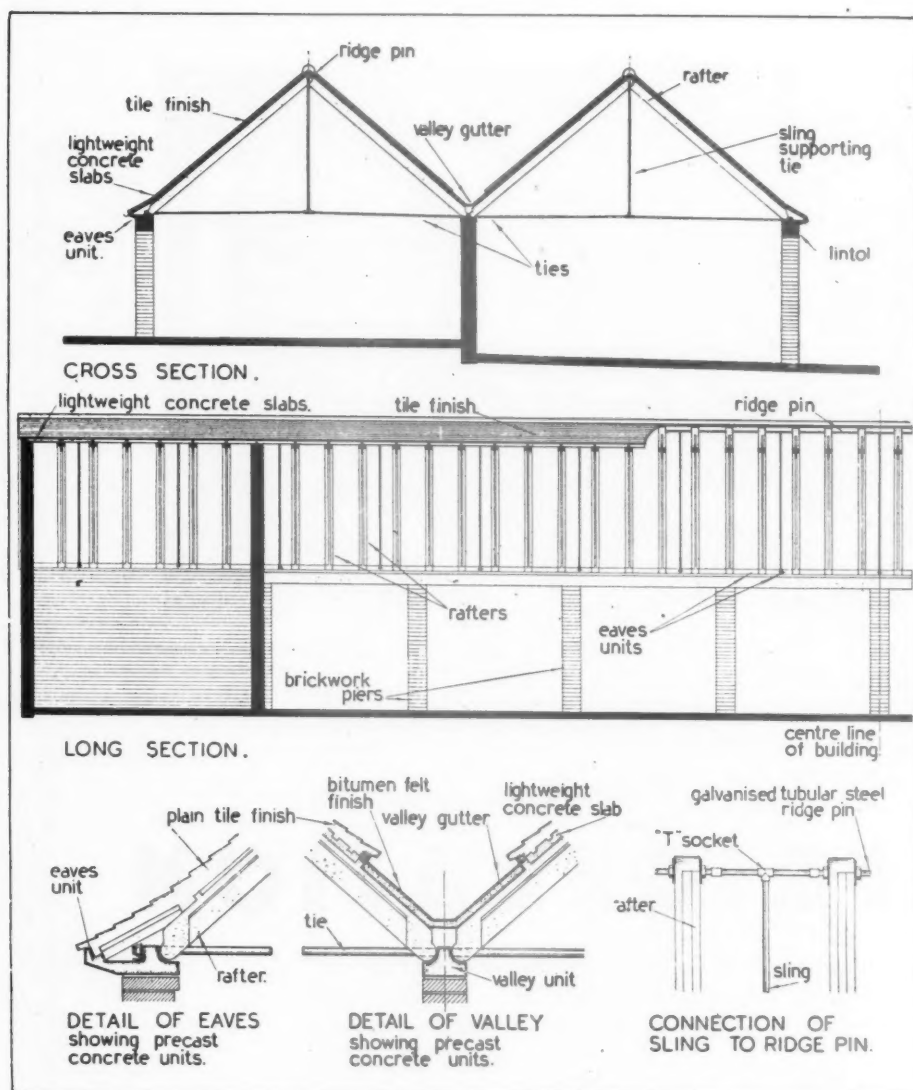 ridge pin
tile finish
rafter
valley gutter
lightweight
concrete
slabs
sling
supporting
tie
eaves
unit.
ties
lintol
CROSS SECTION.
lightweight concrete slabs.
tile finish
ridge pin
rafters
eaves
units
brickwork
piers
centre line
of building
LONG SECTION.
plain tile finish
eaves
unit
rafter.
DETAIL OF EAVES
showing precast
concrete units.
bitumen felt
finish
valley gutter
lightweight
concrete slab
tie
valley unit
DETAIL OF VALLEY
showing precast
concrete units.
galvanised tubular steel
ridge pin
"T" socket
rafter
sling
CONNECTION OF
SLING TO RIDGE PIN.